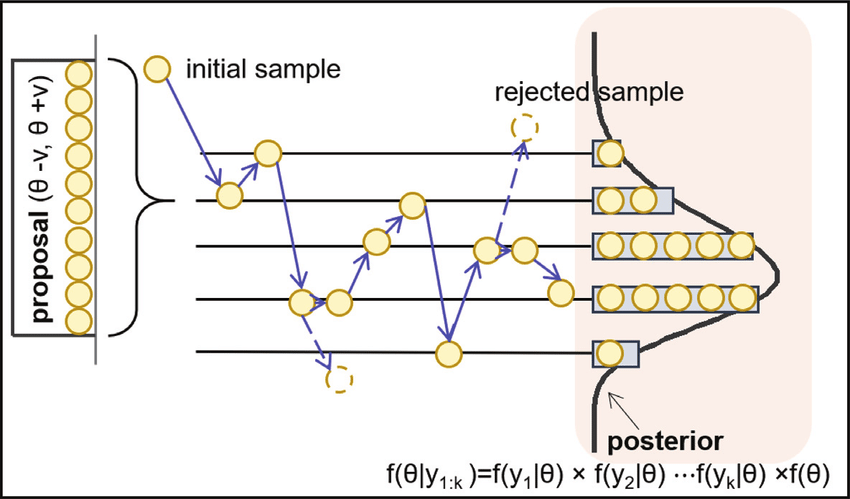 initial sample
rejected sample
proposal (θ -v, θ +v)
posterior
f(θ|y1:k )=f(y1|θ) × f(y2|θ) ···f(yk|θ) ×f(θ)